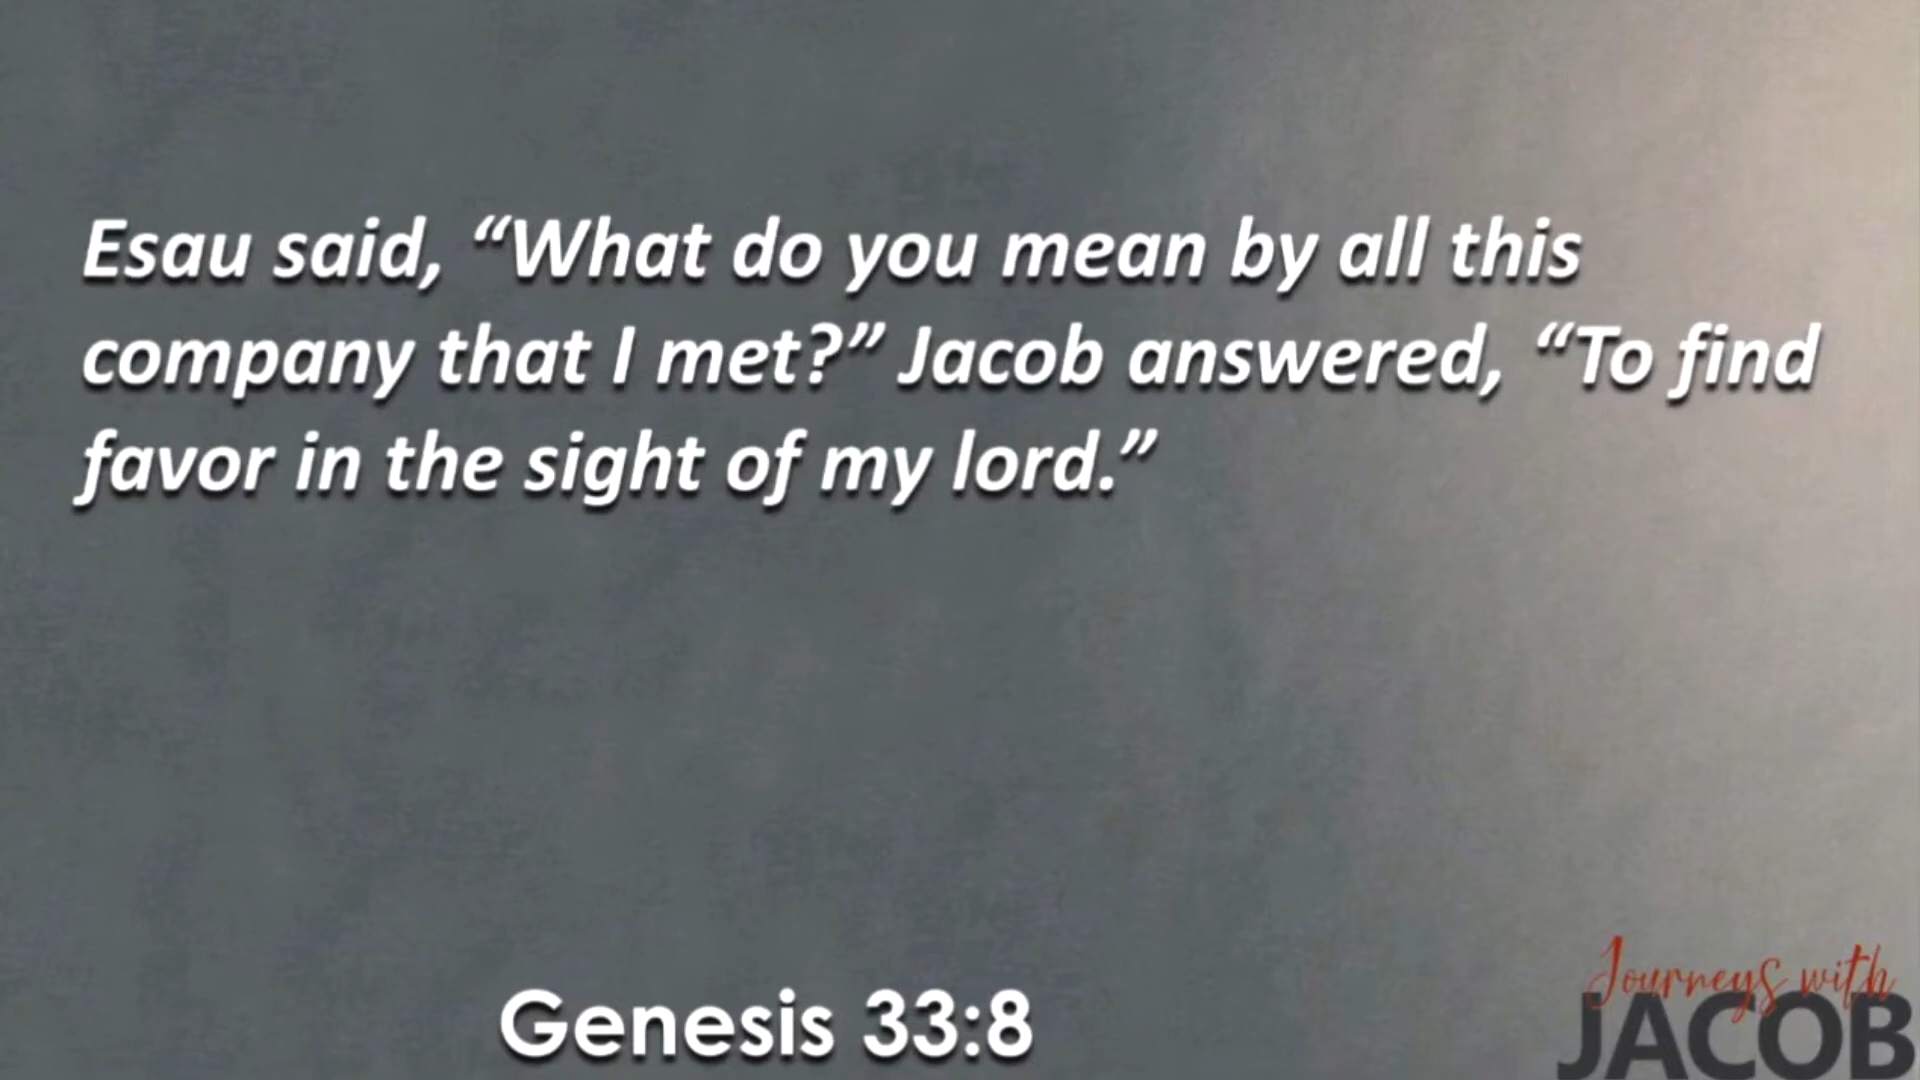 Esau said, “What do you mean by all this
company that I met?” Jacob answered, “To find
favor in the sight of my lord.”
Genesis 33:8
Journeys with
JACOB